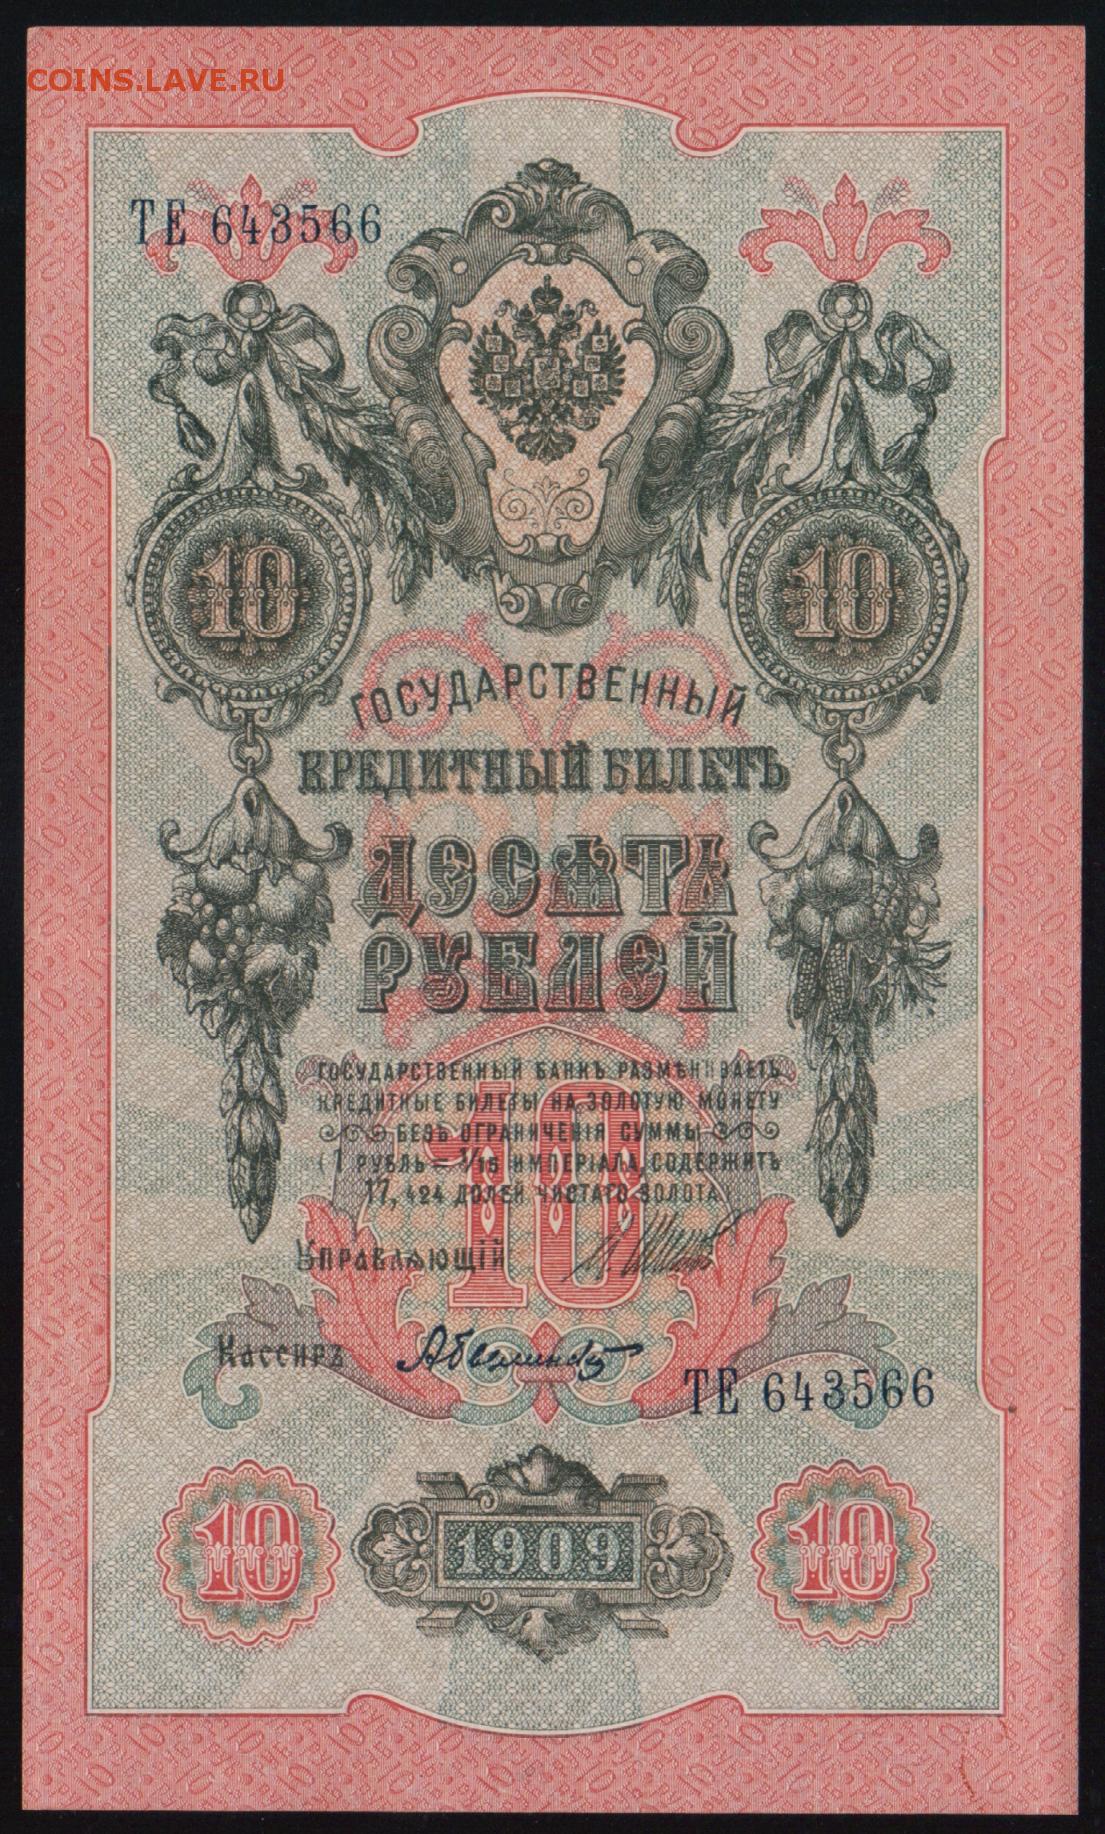 COINS.LAVE.RU
ТЕ 643566
10 10
ГОСУДАРСТВЕННЫЙ
КРЕДИТНЫЙ БИЛЕТЪ
ДЕСЯТЬ
РУБЛЕЙ
ГОСУДАРСТВЕННЫЙ БАНКЪ РАЗМѢНИВАЕТЪ
КРЕДИТНЫЕ БИЛЕТЫ НА ЗОЛОТУЮ МОНЕТУ
БЕЗЪ ОГРАНИЧЕНІЯ СУММЫ
(1 РУБЛЬ = 1/15 ИМПЕРІАЛА, СОДЕРЖИТЪ
17,424 ДОЛЕЙ ЧИСТАГО ЗОЛОТА)
10
Управляющій
Кассиръ
ТЕ 643566
10 1909 10